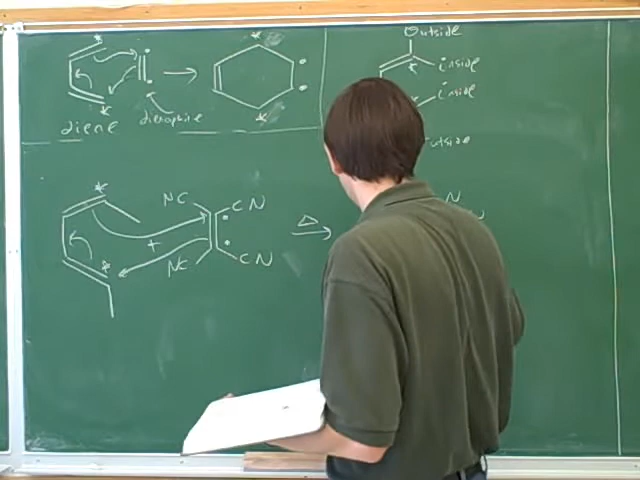 outside
* *
inside
*
inside
diene dienophile
*
NC CN
* +
NC CN
Δ